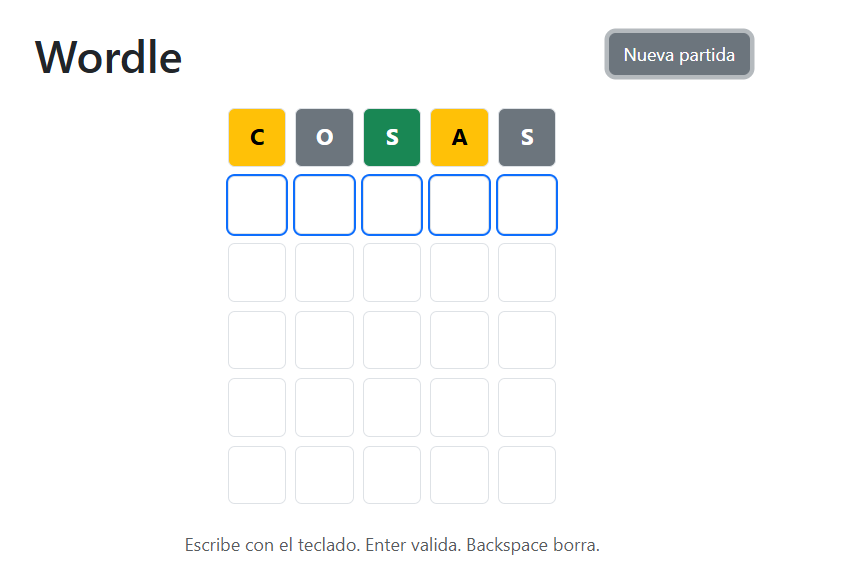 Wordle
Nueva partida
C O S A S
Escribe con el teclado. Enter valida. Backspace borra.